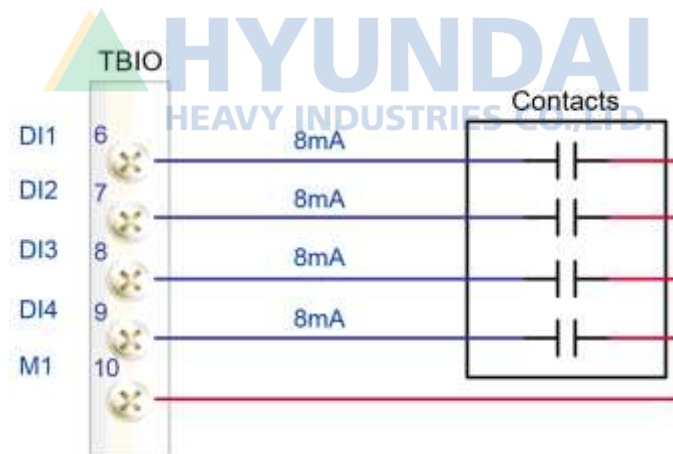 HYUNDAI
HEAVY INDUSTRIES CO.,LTD.
TBIO
Contacts
DI1 6 8mA
DI2 7 8mA
DI3 8 8mA
DI4 9 8mA
M1 10